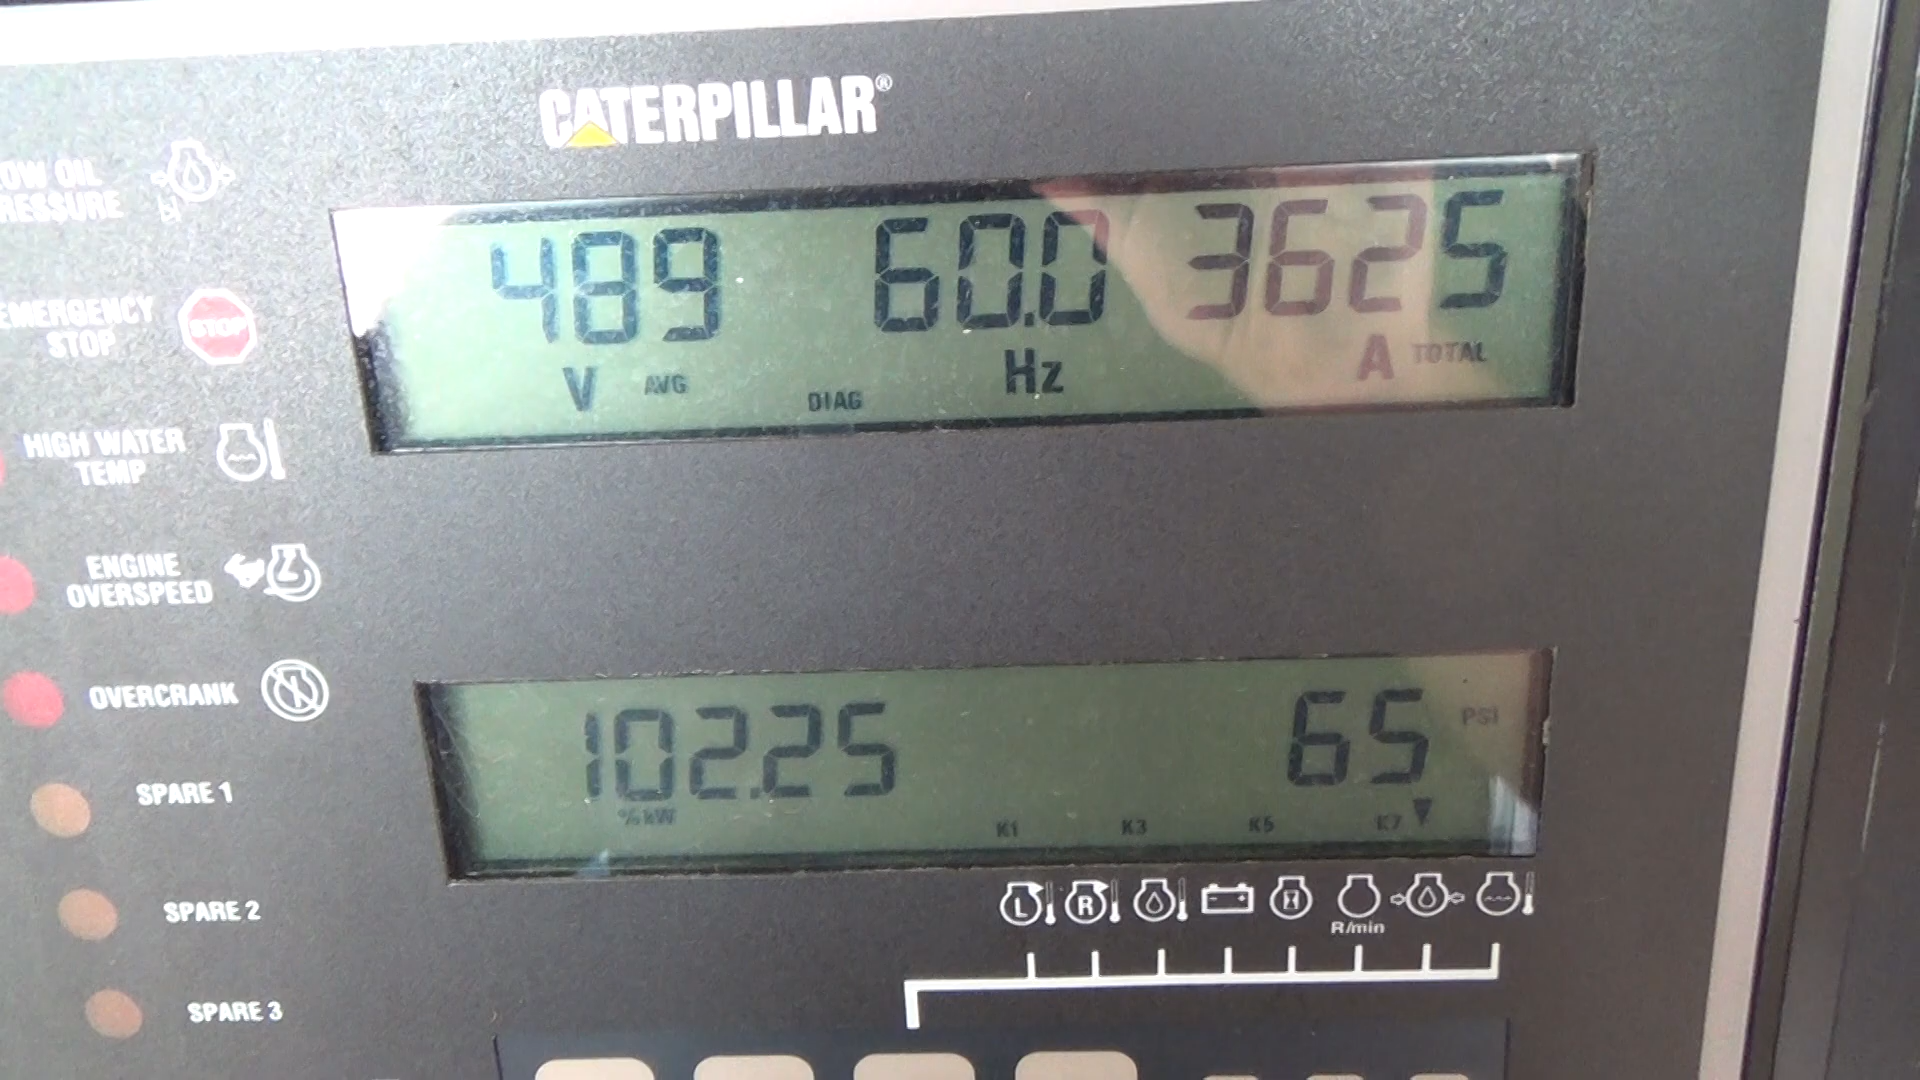 CATERPILLAR®
OW OIL
RESSURE
489 60.0 3625
V AVG DIAG Hz A TOTAL
EMERGENCY
STOP
STOP
HIGH WATER
TEMP
ENGINE
OVERSPEED
OVERCRANK
102.25 65 PSI
%kW K1 K3 K5 K7
SPARE 1
L R
R/min
SPARE 2
SPARE 3